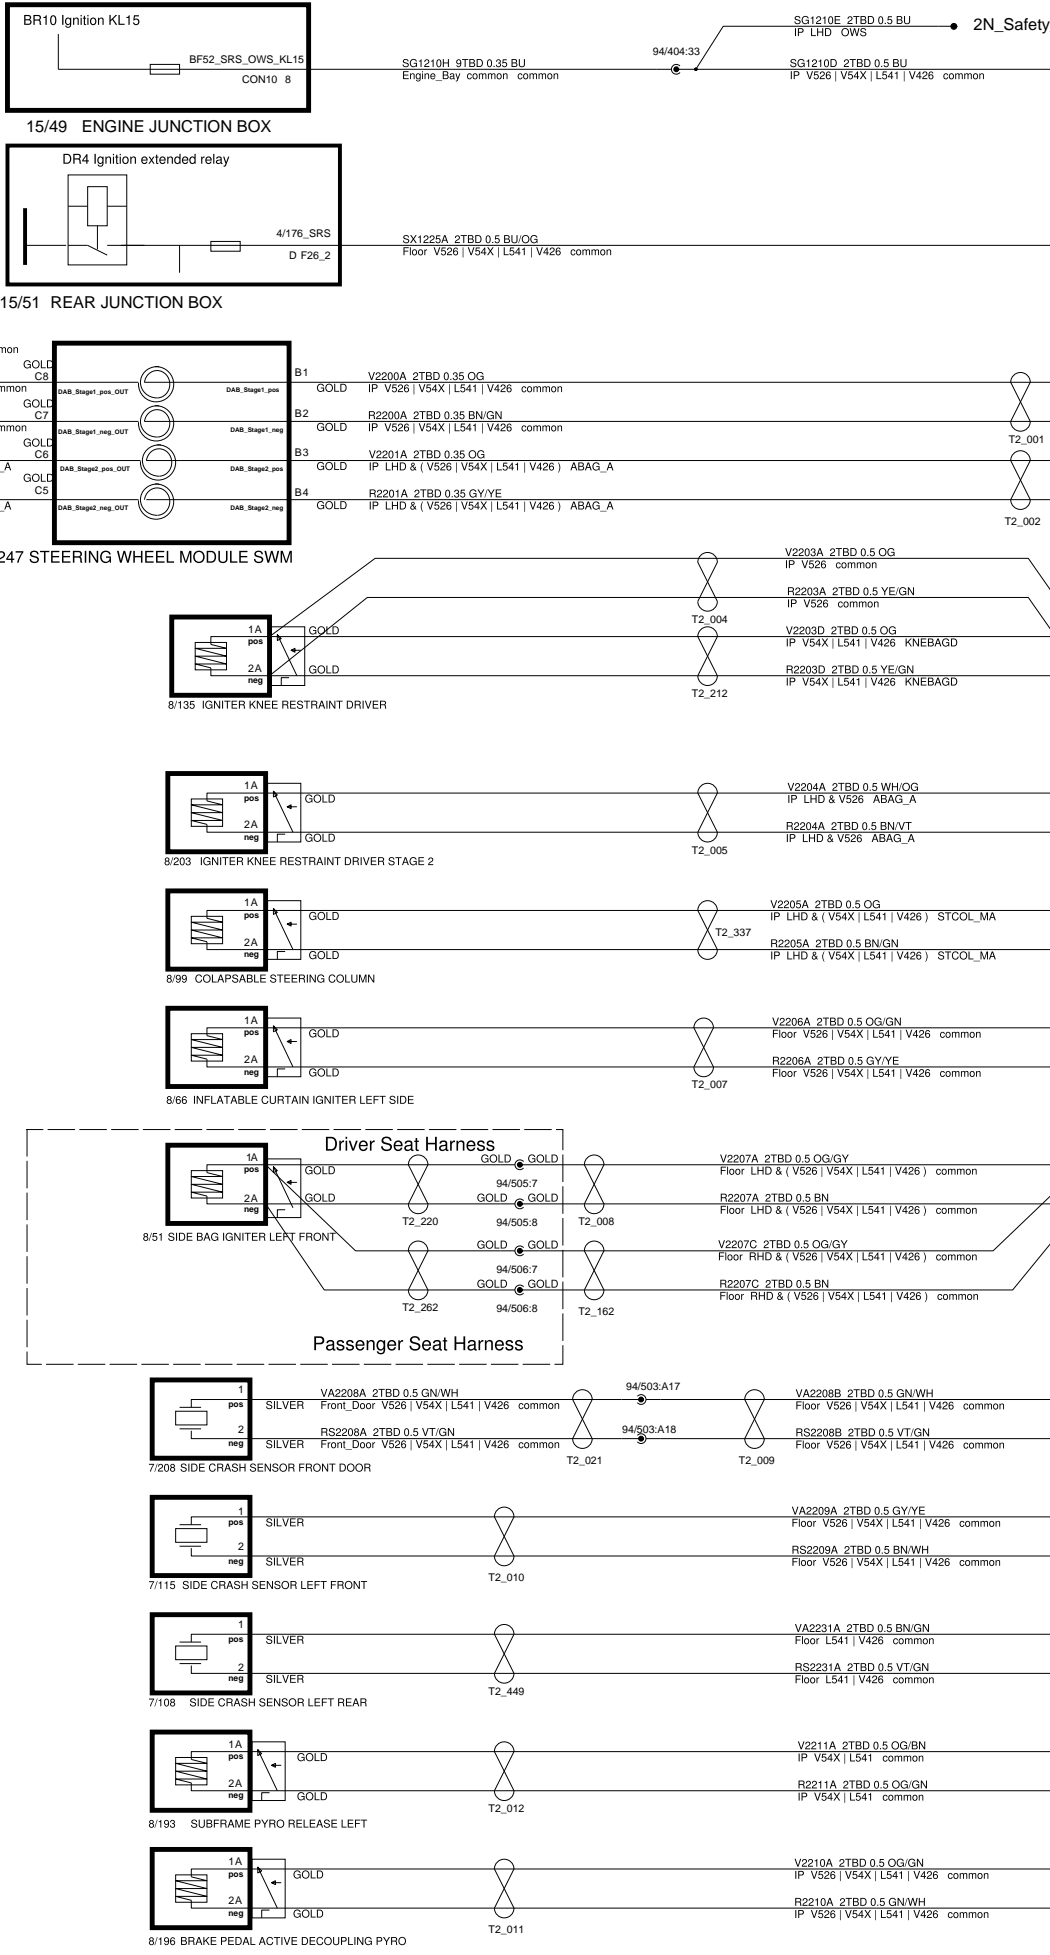 BR10 Ignition KL15
BF52_SRS_OWS_KL15
CON10 8
SG1210H 9TBD 0.35 BU
Engine_Bay common common
94/404:33
SG1210E 2TBD 0.5 BU
IP LHD OWS
2N_Safety
SG1210D 2TBD 0.5 BU
IP V526 | V54X | L541 | V426 common
15/49 ENGINE JUNCTION BOX
DR4 Ignition extended relay
4/176_SRS
D F26_2
SX1225A 2TBD 0.5 BU/OG
Floor V526 | V54X | L541 | V426 common
15/51 REAR JUNCTION BOX
mon
GOLD
C8
DAB_Stage1_pos_OUT
DAB_Stage1_pos
B1
GOLD
V2200A 2TBD 0.35 OG
IP V526 | V54X | L541 | V426 common
mmon
GOLD
C7
DAB_Stage1_neg_OUT
DAB_Stage1_neg
B2
GOLD
R2200A 2TBD 0.35 BN/GN
IP V526 | V54X | L541 | V426 common
T2_001
mmon
GOLD
C6
_A
DAB_Stage2_pos_OUT
DAB_Stage2_pos
B3
GOLD
V2201A 2TBD 0.35 OG
IP LHD & ( V526 | V54X | L541 | V426 ) ABAG_A
GOLD
C5
_A
DAB_Stage2_neg_OUT
DAB_Stage2_neg
B4
GOLD
R2201A 2TBD 0.35 GY/YE
IP LHD & ( V526 | V54X | L541 | V426 ) ABAG_A
T2_002
247 STEERING WHEEL MODULE SWM
V2203A 2TBD 0.5 OG
IP V526 common
R2203A 2TBD 0.5 YE/GN
IP V526 common
T2_004
1A
pos
GOLD
V2203D 2TBD 0.5 OG
IP V54X | L541 | V426 KNEBAGD
2A
neg
GOLD
R2203D 2TBD 0.5 YE/GN
IP V54X | L541 | V426 KNEBAGD
T2_212
8/135 IGNITER KNEE RESTRAINT DRIVER
1A
pos
GOLD
V2204A 2TBD 0.5 WH/OG
IP LHD & V526 ABAG_A
2A
neg
GOLD
R2204A 2TBD 0.5 BN/VT
IP LHD & V526 ABAG_A
T2_005
8/203 IGNITER KNEE RESTRAINT DRIVER STAGE 2
1A
pos
GOLD
V2205A 2TBD 0.5 OG
IP LHD & ( V54X | L541 | V426 ) STCOL_MA
T2_337
2A
neg
GOLD
R2205A 2TBD 0.5 BN/GN
IP LHD & ( V54X | L541 | V426 ) STCOL_MA
8/99 COLAPSABLE STEERING COLUMN
1A
pos
GOLD
V2206A 2TBD 0.5 OG/GN
Floor V526 | V54X | L541 | V426 common
2A
neg
GOLD
R2206A 2TBD 0.5 GY/YE
Floor V526 | V54X | L541 | V426 common
T2_007
8/66 INFLATABLE CURTAIN IGNITER LEFT SIDE
Driver Seat Harness
1A
pos
GOLD
GOLD GOLD
94/505:7
V2207A 2TBD 0.5 OG/GY
Floor LHD & ( V526 | V54X | L541 | V426 ) common
2A
neg
GOLD
GOLD GOLD
94/505:8
R2207A 2TBD 0.5 BN
Floor LHD & ( V526 | V54X | L541 | V426 ) common
T2_220
T2_008
8/51 SIDE BAG IGNITER LEFT FRONT
GOLD GOLD
94/506:7
V2207C 2TBD 0.5 OG/GY
Floor RHD & ( V526 | V54X | L541 | V426 ) common
GOLD GOLD
94/506:8
R2207C 2TBD 0.5 BN
Floor RHD & ( V526 | V54X | L541 | V426 ) common
T2_262
T2_162
Passenger Seat Harness
1
pos
SILVER
VA2208A 2TBD 0.5 GN/WH
Front_Door V526 | V54X | L541 | V426 common
94/503:A17
VA2208B 2TBD 0.5 GN/WH
Floor V526 | V54X | L541 | V426 common
2
neg
SILVER
RS2208A 2TBD 0.5 VT/GN
Front_Door V526 | V54X | L541 | V426 common
94/503:A18
RS2208B 2TBD 0.5 VT/GN
Floor V526 | V54X | L541 | V426 common
T2_021
T2_009
7/208 SIDE CRASH SENSOR FRONT DOOR
1
pos
SILVER
VA2209A 2TBD 0.5 GY/YE
Floor V526 | V54X | L541 | V426 common
2
neg
SILVER
RS2209A 2TBD 0.5 BN/WH
Floor V526 | V54X | L541 | V426 common
T2_010
7/115 SIDE CRASH SENSOR LEFT FRONT
1
pos
SILVER
VA2231A 2TBD 0.5 BN/GN
Floor L541 | V426 common
2
neg
SILVER
RS2231A 2TBD 0.5 VT/GN
Floor L541 | V426 common
T2_449
7/108 SIDE CRASH SENSOR LEFT REAR
1A
pos
GOLD
V2211A 2TBD 0.5 OG/BN
IP V54X | L541 common
2A
neg
GOLD
R2211A 2TBD 0.5 OG/GN
IP V54X | L541 common
T2_012
8/193 SUBFRAME PYRO RELEASE LEFT
1A
pos
GOLD
V2210A 2TBD 0.5 OG/GN
IP V526 | V54X | L541 | V426 common
2A
neg
GOLD
R2210A 2TBD 0.5 GN/WH
IP V526 | V54X | L541 | V426 common
T2_011
8/196 BRAKE PEDAL ACTIVE DECOUPLING PYRO